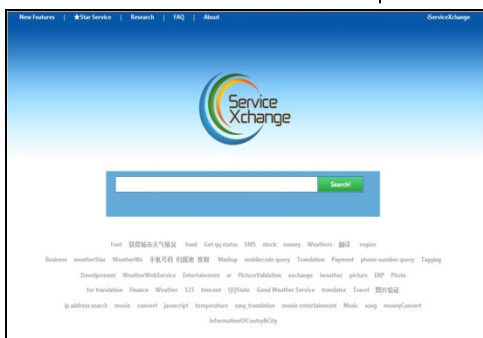 New Features | ★Star Service | Research | FAQ | About iServiceXchange
Service
Xchange
Search!
Font 获取城市天气情况 fund Get qq status SMS stock money Weathers 翻译 region
Business weatherStar WeatherWs 手机号码 归属地 查询 Mashup mobilecode query Translation Payment phone number query Tagging
Development WeatherWebService Entertainment w PictureValidation exchange iweather picture ERP Photo
for translation Finance Weather 123 tencent QQState Good Weather Service translator Travel 图片验证
ip address search movie convert javascript temperature easy_translation movie entertainment Music song moneyConvert
InformationOfCoutry&City